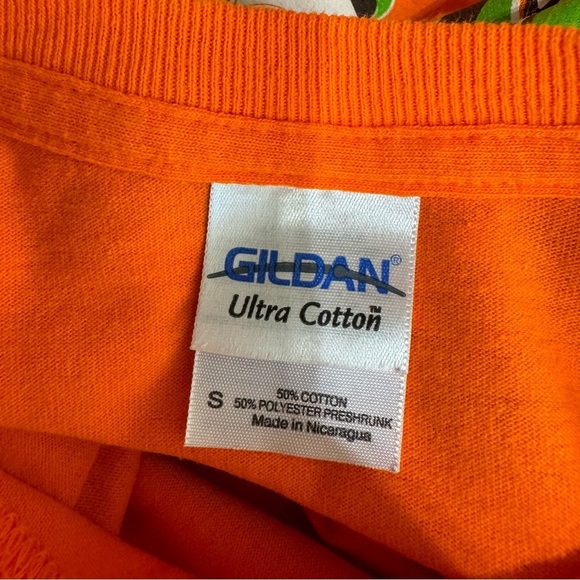 GILDAN®
Ultra Cotton™
50% COTTON
S 50% POLYESTER PRESHRUNK
Made in Nicaragua